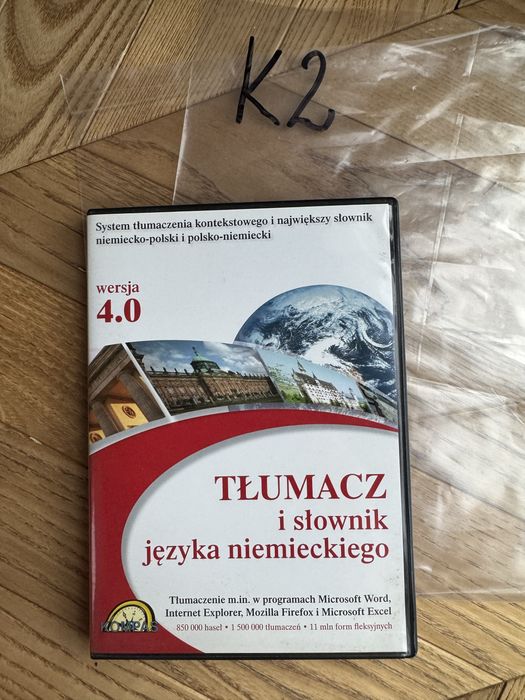 K2
System tłumaczenia kontekstowego i największy słownik
niemiecko-polski i polsko-niemiecki
wersja
4.0
TŁUMACZ
i słownik
języka niemieckiego
Tłumaczenie m.in. w programach Microsoft Word,
Internet Explorer, Mozilla Firefox i Microsoft Excel
850 000 haseł • 1 500 000 tłumaczeń • 11 mln form fleksyjnych
KOMPAS